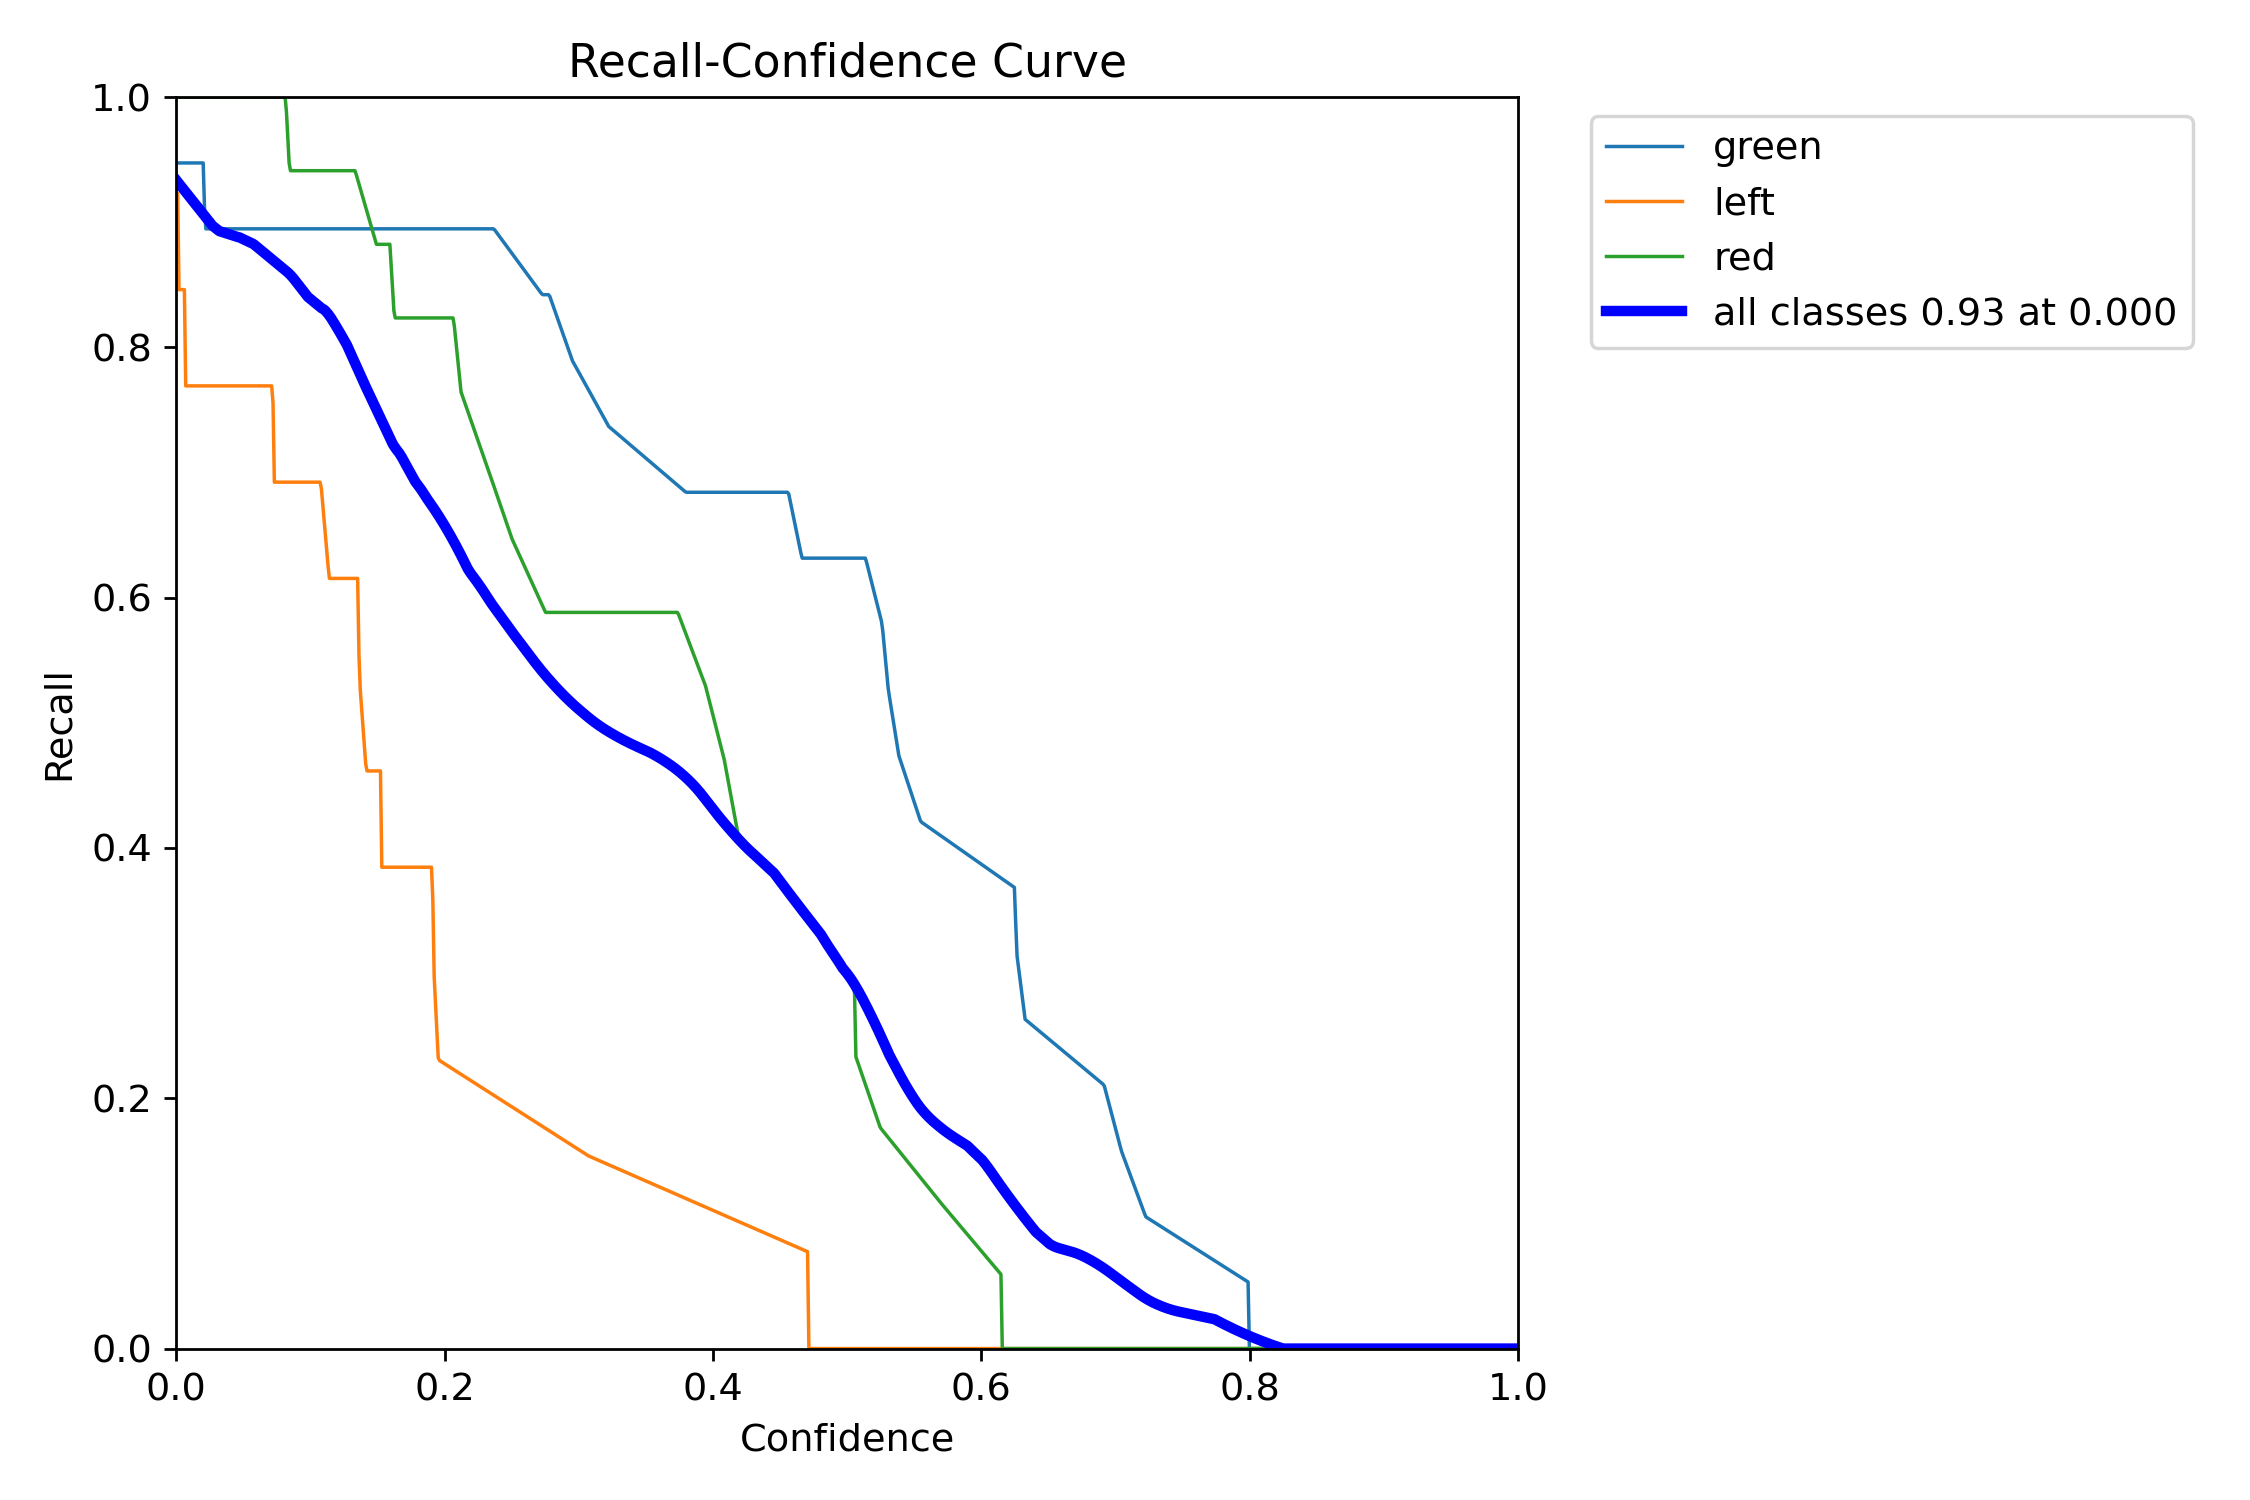 Recall-Confidence Curve
1.0
0.8
0.6
0.4
0.2
0.0
Recall
0.0 0.2 0.4 0.6 0.8 1.0
Confidence
green
left
red
all classes 0.93 at 0.000